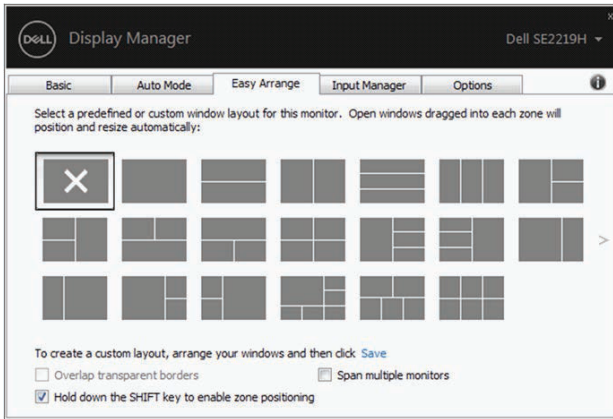 x
DELL Display Manager
Dell SE2219H
Basic Auto Mode Easy Arrange Input Manager Options i
Select a predefined or custom window layout for this monitor. Open windows dragged into each zone will
position and resize automatically:
>
To create a custom layout, arrange your windows and then click Save
Overlap transparent borders Span multiple monitors
Hold down the SHIFT key to enable zone positioning